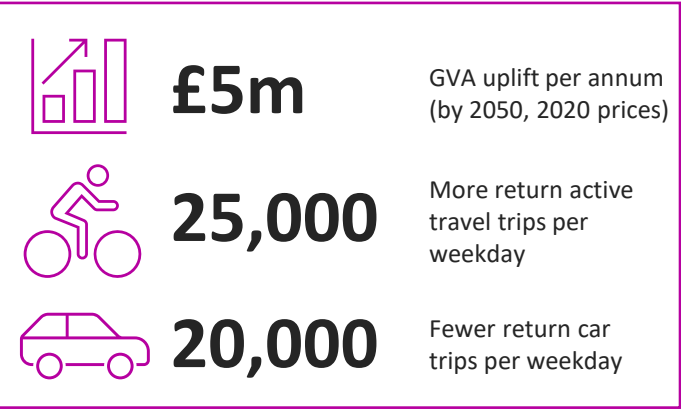 £5m
GVA uplift per annum
(by 2050, 2020 prices)
25,000
More return active
travel trips per
weekday
20,000
Fewer return car
trips per weekday